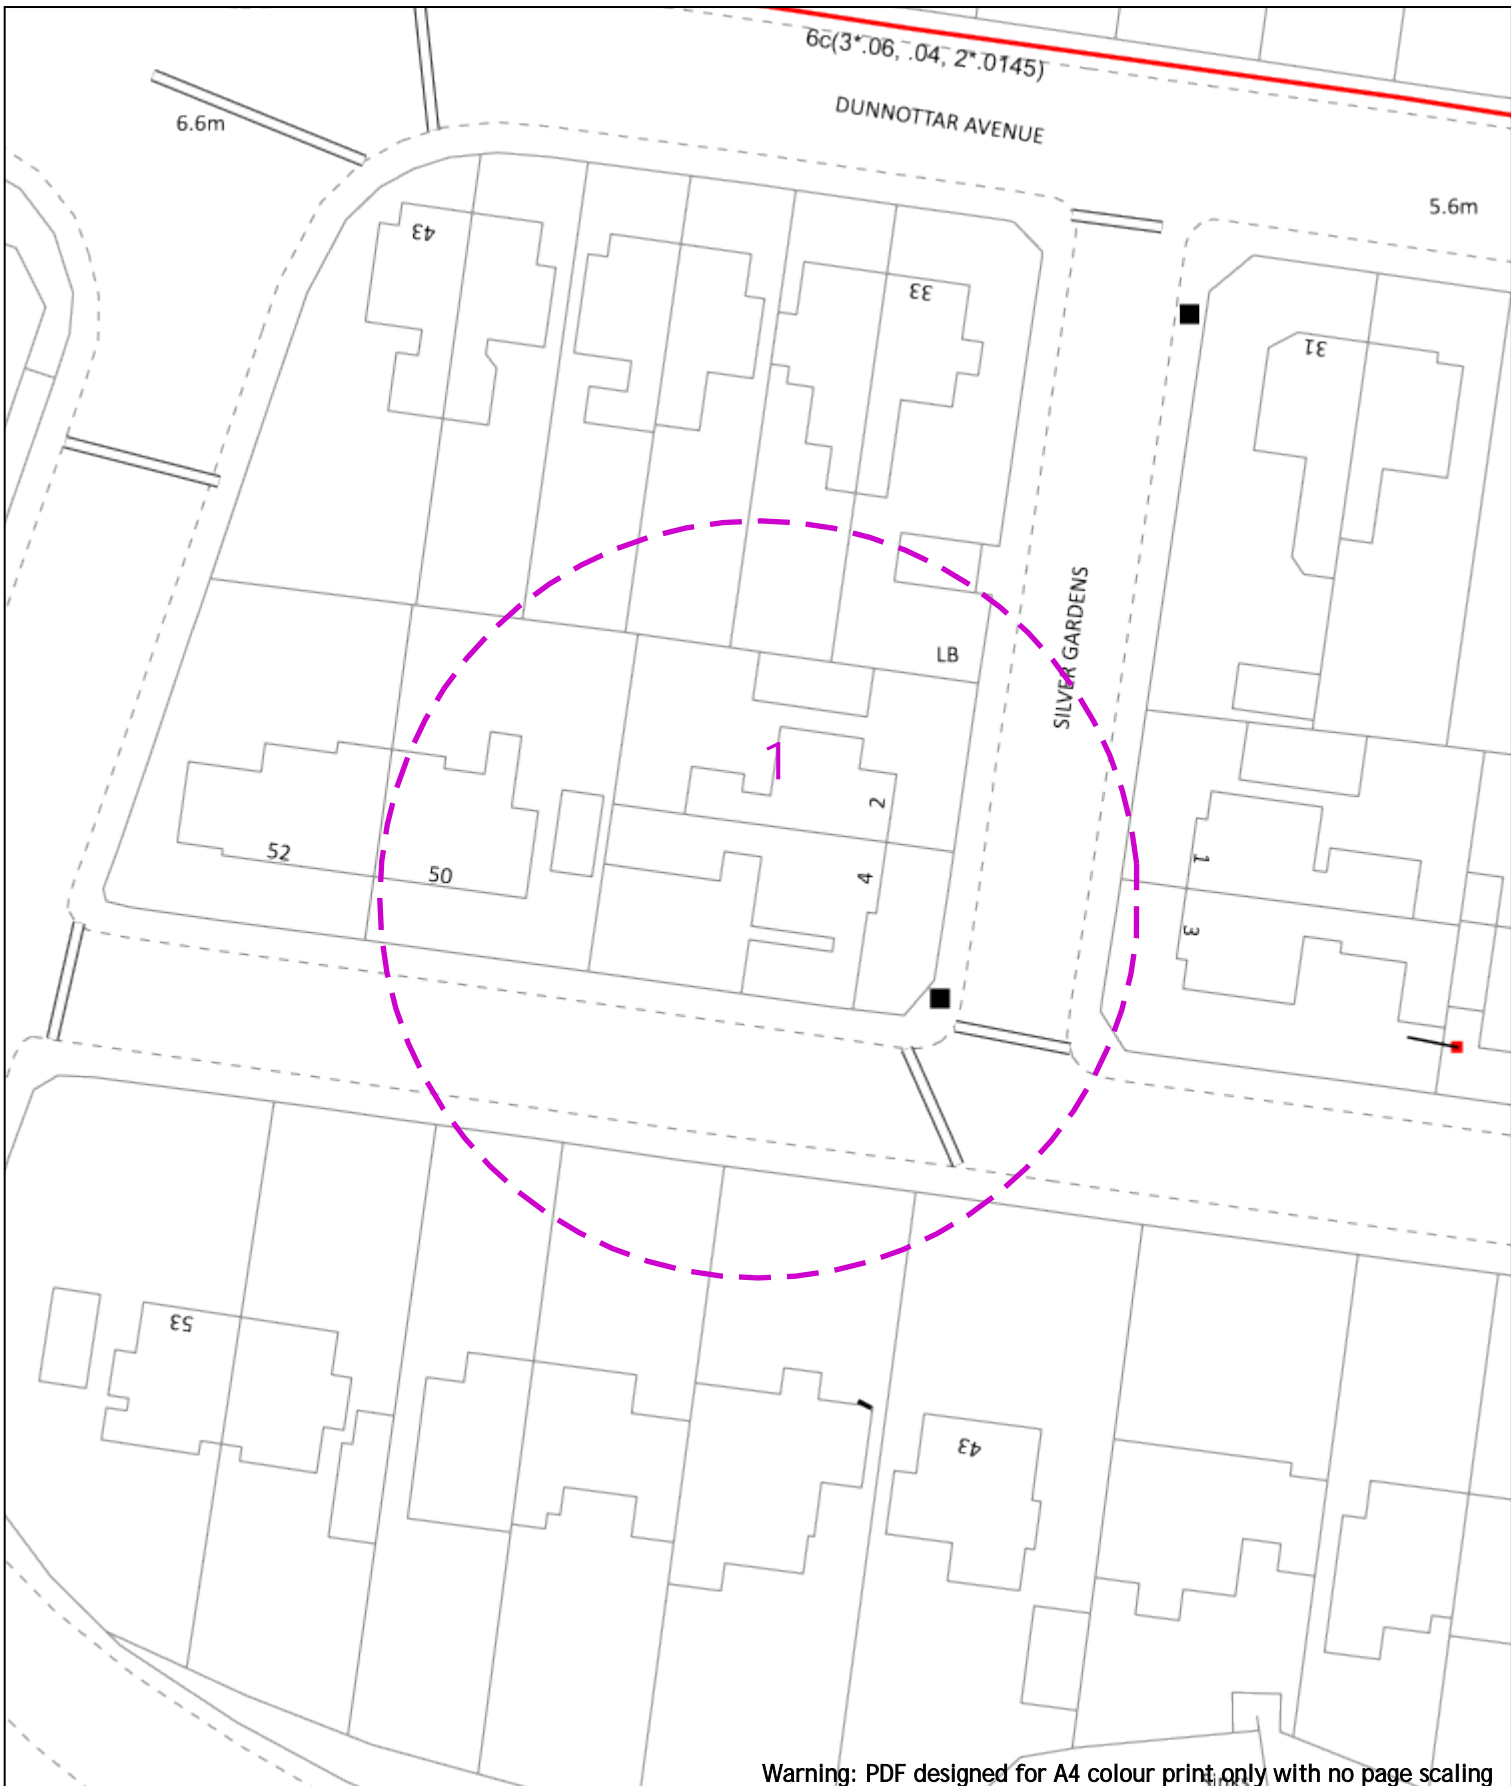 6c(3*.06, .04, 2*.0145)
DUNNOTTAR AVENUE
6.6m
5.6m
43
33
31
SILVER GARDENS
LB
1
2
52
50
4
1
3
53
43
Warning: PDF designed for A4 colour print only with no page scaling